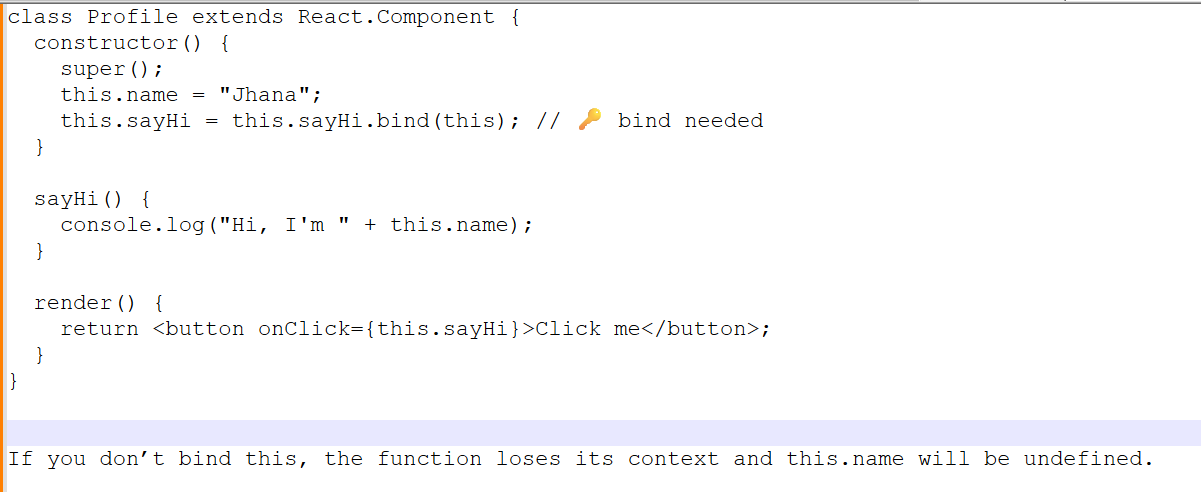 class Profile extends React.Component {
  constructor() {
    super();
    this.name = "Jhana";
    this.sayHi = this.sayHi.bind(this); // 🔑 bind needed
  }

  sayHi() {
    console.log("Hi, I'm " + this.name);
  }

  render() {
    return <button onClick={this.sayHi}>Click me</button>;
  }
}

If you don’t bind this, the function loses its context and this.name will be undefined.